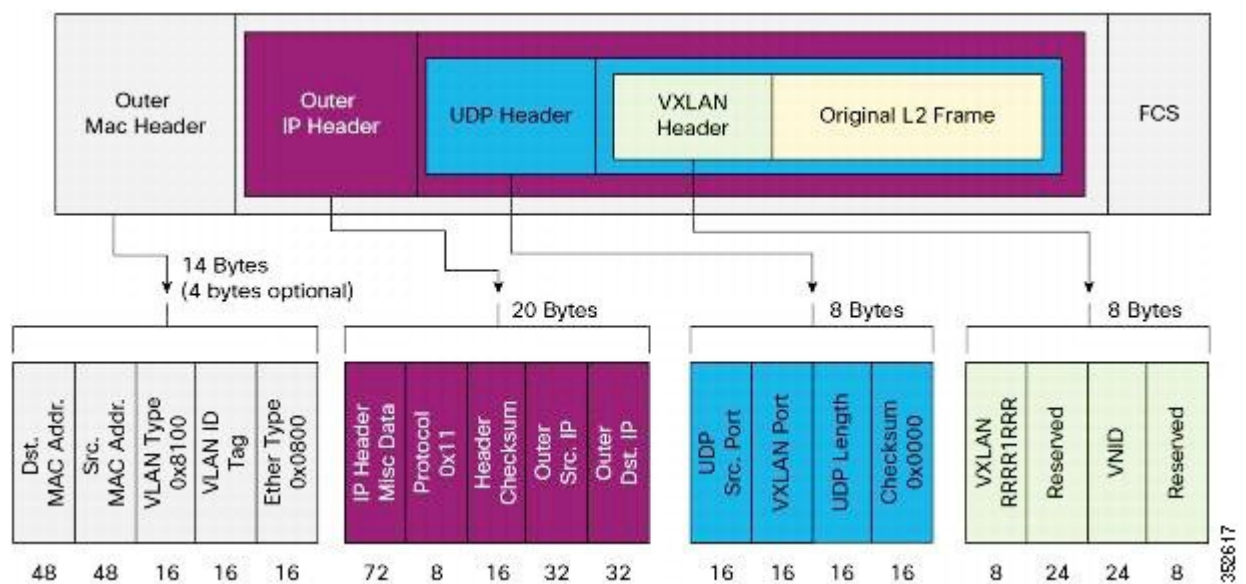 Outer
Mac Header
Outer
IP Header
UDP Header
VXLAN
Header
Original L2 Frame
FCS
14 Bytes
(4 bytes optional)
20 Bytes
8 Bytes
8 Bytes
Dst.
MAC Addr.
Src.
MAC Addr.
VLAN Type
0x8100
VLAN ID
Tag
Ether Type
0x0800
IP Header
Misc Data
Protocol
0x11
Header
Checksum
Outer
Src. IP
Outer
Dst. IP
UDP
Src. Port
VXLAN Port
UDP Length
Checksum
0x0000
VXLAN
RRRR1RRR
Reserved
VNID
Reserved
48 48 16 16 16 72 8 16 32 32 16 16 16 16 8 24 24 8
352617